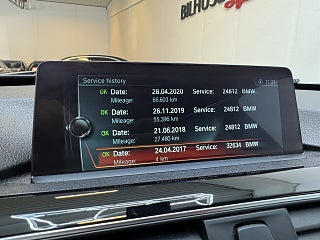 BILHUS
Service history
OK Date: 28.04.2020 Service: 24812 BMW
Mileage: 66.603 km
OK Date: 26.11.2019 Service: 24812 BMW
Mileage: 55.396 km
OK Date: 21.06.2018 Service: 24812 BMW
Mileage: 27.480 km
OK Date: 24.04.2017 Service: 32634 BMW
Mileage: 4 km